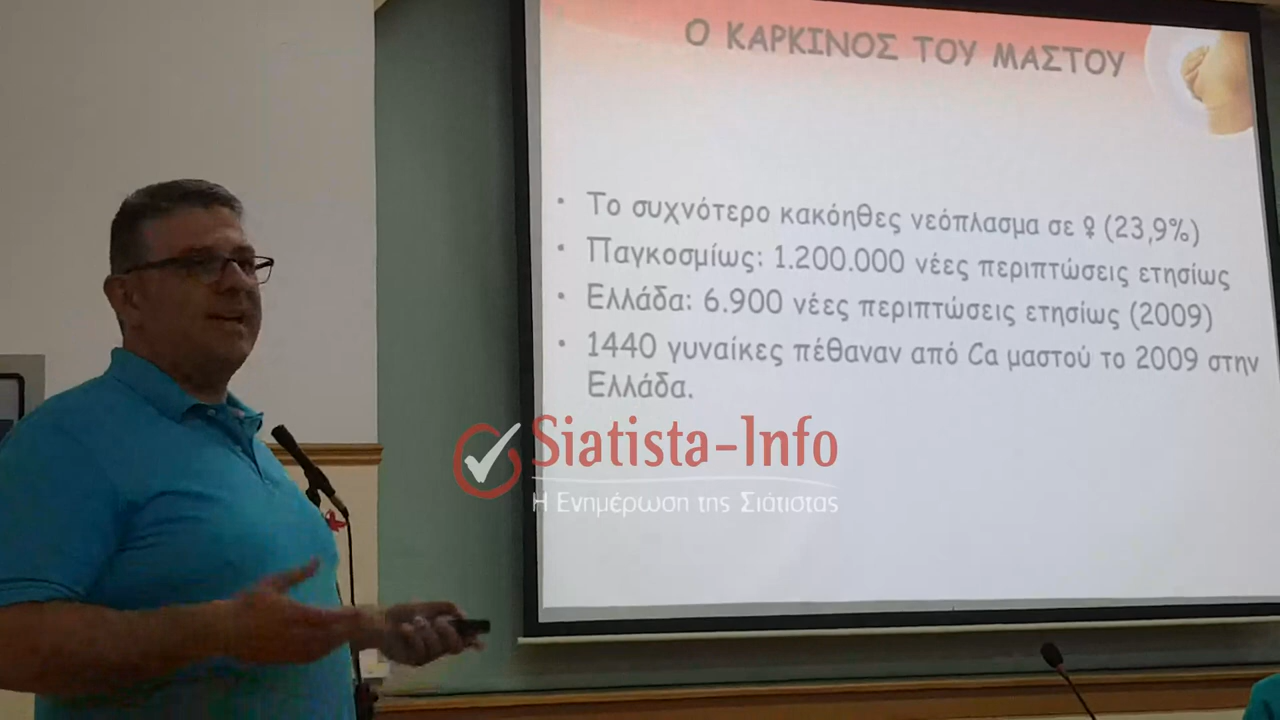 Ο ΚΑΡΚΙΝΟΣ ΤΟΥ ΜΑΣΤΟΥ
• Το συχνότερο κακόηθες νεόπλασμα σε ♀ (23,9%)
• Παγκοσμίως: 1.200.000 νέες περιπτώσεις ετησίως
• Ελλάδα: 6.900 νέες περιπτώσεις ετησίως (2009)
• 1440 γυναίκες πέθαναν από Ca μαστού το 2009 στην
Ελλάδα.
Siatista-Info
Η Ενημέρωση της Σιάτιστας